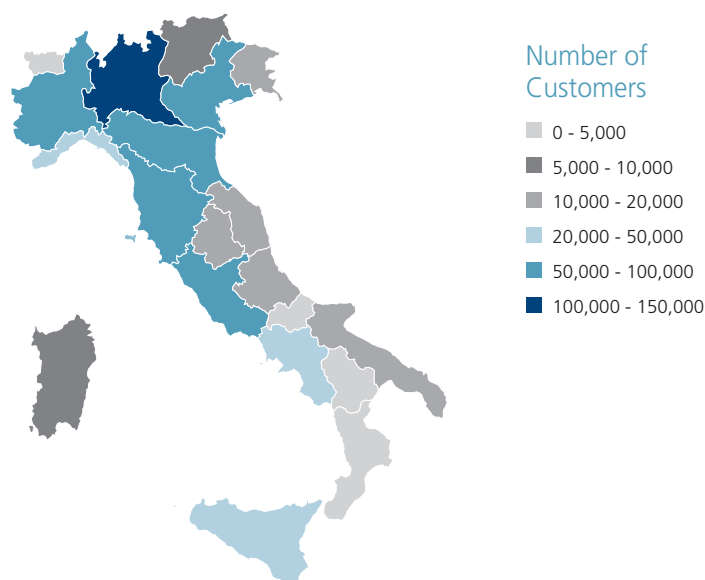 Number of
Customers
0 - 5,000
5,000 - 10,000
10,000 - 20,000
20,000 - 50,000
50,000 - 100,000
100,000 - 150,000